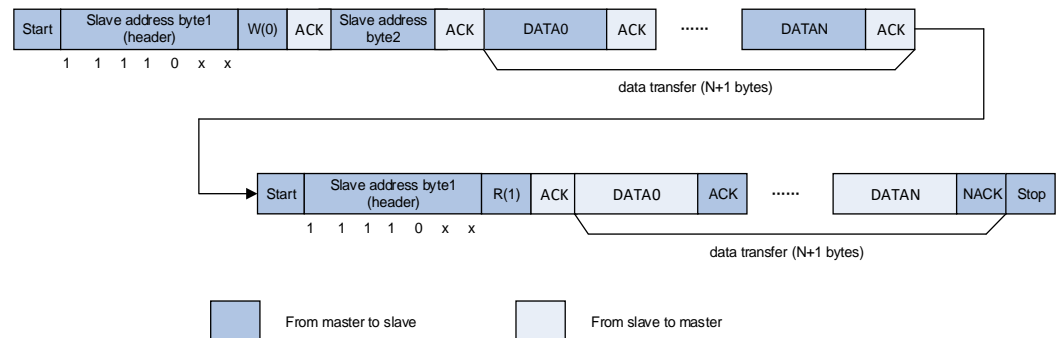 Start Slave address byte1 (header) W(0) ACK Slave address byte2 ACK DATA0 ACK ...... DATAN ACK
1 1 1 1 0 x x
data transfer (N+1 bytes)
Start Slave address byte1 (header) R(1) ACK DATA0 ACK ...... DATAN NACK Stop
1 1 1 1 0 x x
data transfer (N+1 bytes)
From master to slave From slave to master